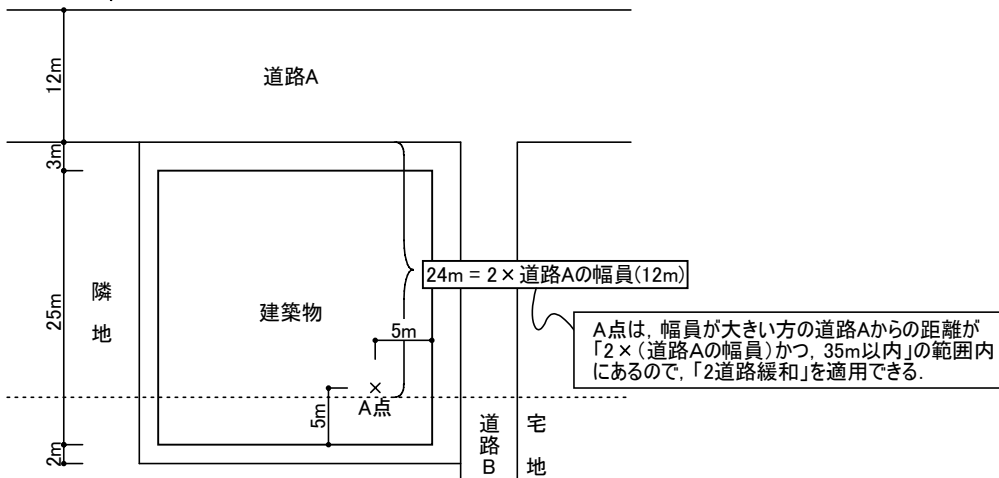 12m
道路A
3m
24m = 2×道路Aの幅員(12m)
隣地
25m
建築物
5m
A点は, 幅員が大きい方の道路Aからの距離が
「2×(道路Aの幅員)かつ, 35m以内」の範囲内
にあるので, 「2道路緩和」を適用できる.
A点
5m
道路B
宅地
2m